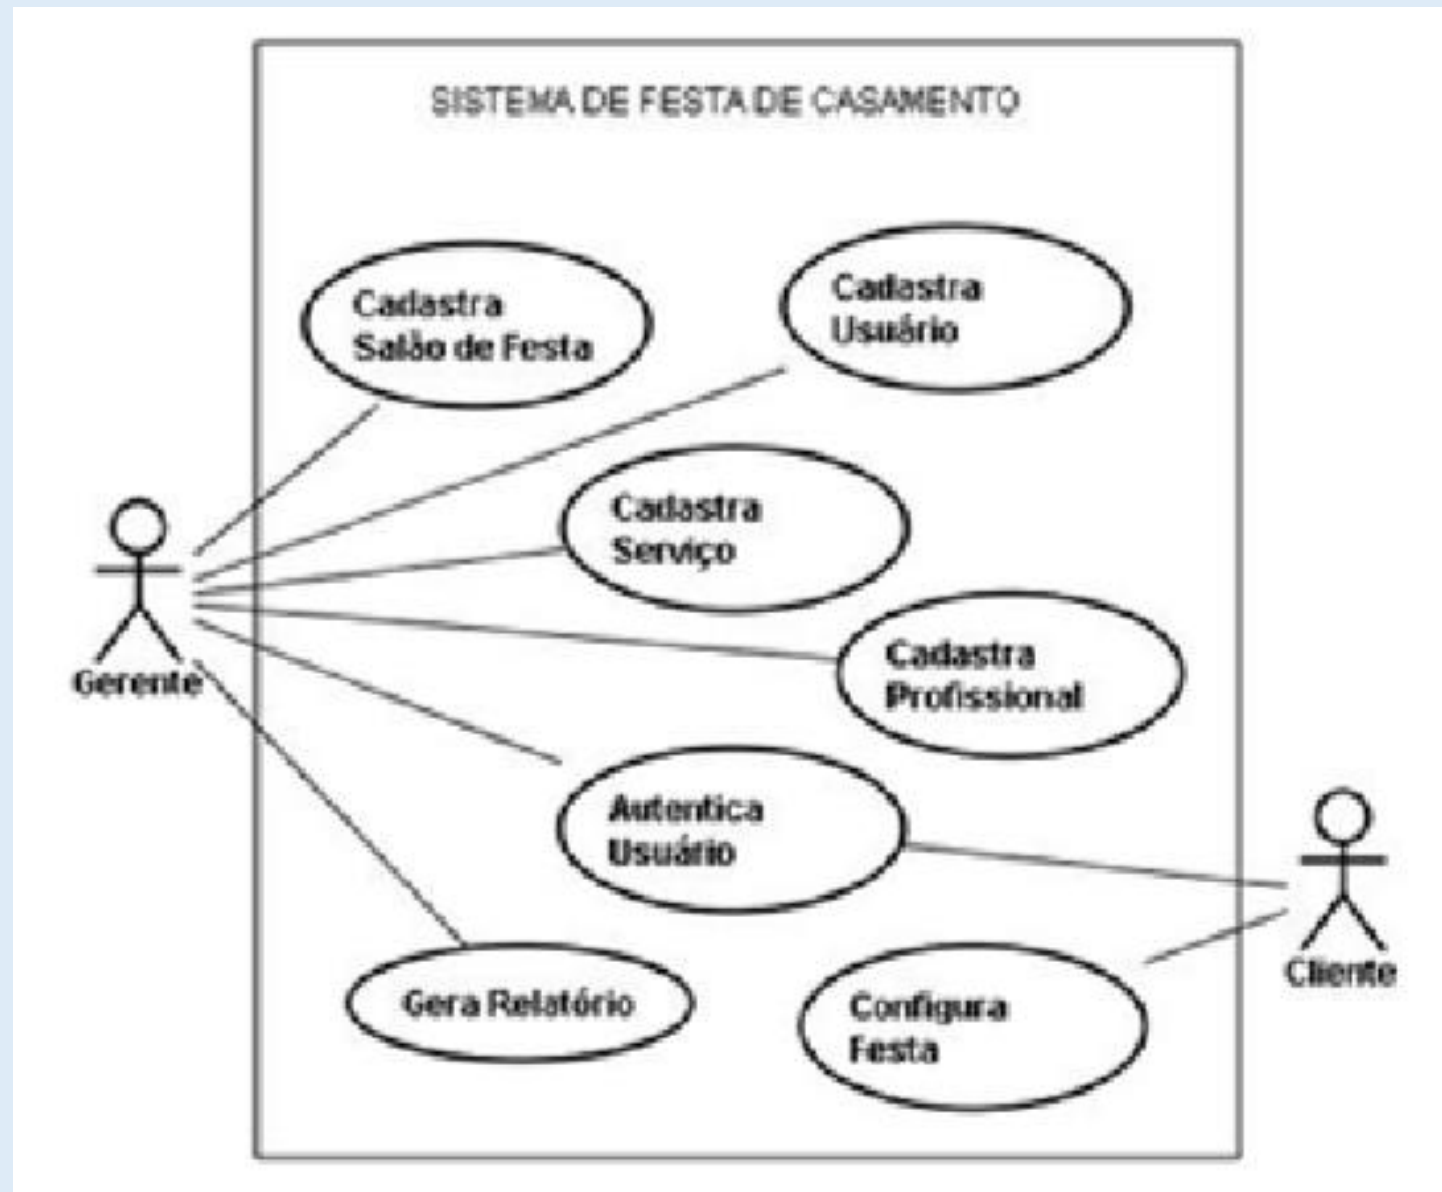 SISTEMA DE FESTA DE CASAMENTO
Cadastra
Salão de Festa
Cadastra
Usuário
Cadastra
Serviço
Cadastra
Profissional
Gerente
Autentica
Usuário
Cliente
Gera Relatório
Configura
Festa